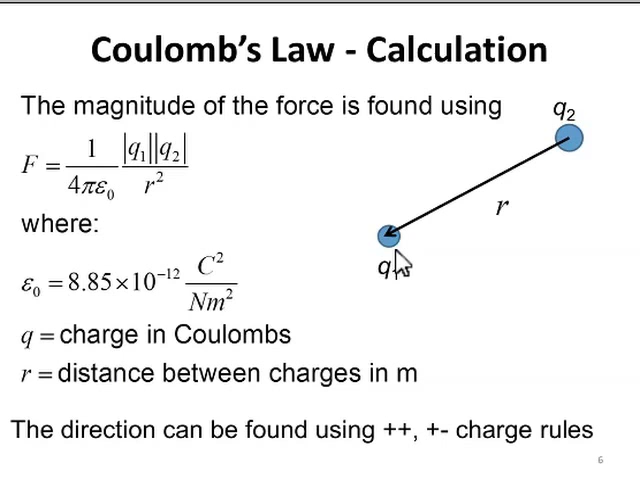 Coulomb's Law - Calculation
The magnitude of the force is found using
q₂
F = 1/(4πε₀) |q₁||q₂|/r²
r
where:
q
ε₀ = 8.85×10⁻¹² C²/Nm²
q = charge in Coulombs
r = distance between charges in m
The direction can be found using ++, +- charge rules
6